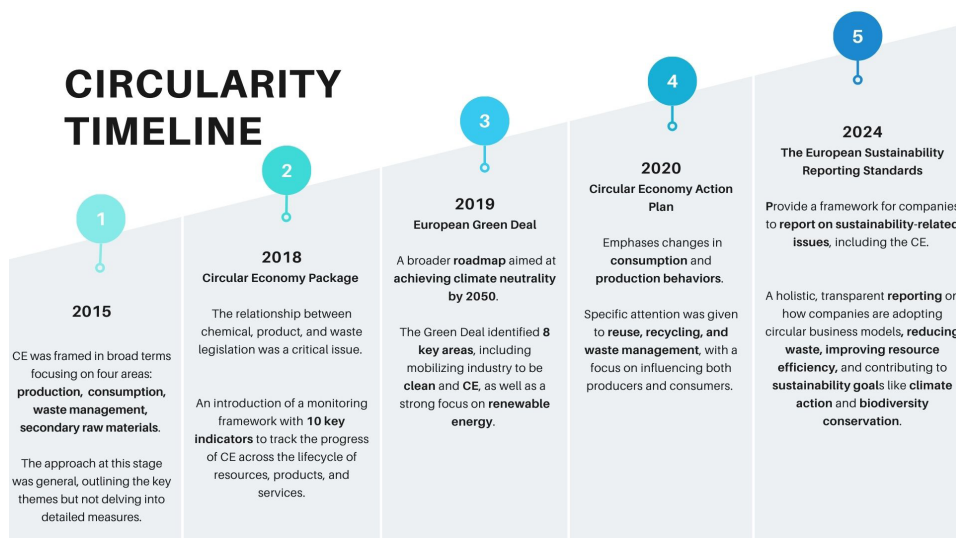 CIRCULARITY
TIMELINE
1
2015
CE was framed in broad terms
focusing on four areas:
production, consumption,
waste management,
secondary raw materials.
The approach at this stage
was general, outlining the key
themes but not delving into
detailed measures.
2
2018
Circular Economy Package
The relationship between
chemical, product, and waste
legislation was a critical issue.
An introduction of a monitoring
framework with 10 key
indicators to track the progress
of CE across the lifecycle of
resources, products, and
services.
3
2019
European Green Deal
A broader roadmap aimed at
achieving climate neutrality
by 2050.
The Green Deal identified 8
key areas, including
mobilizing industry to be
clean and CE, as well as a
strong focus on renewable
energy.
4
2020
Circular Economy Action
Plan
Emphases changes in
consumption and
production behaviors.
Specific attention was given
to reuse, recycling, and
waste management, with a
focus on influencing both
producers and consumers.
5
2024
The European Sustainability
Reporting Standards
Provide a framework for companies
to report on sustainability-related
issues, including the CE.
A holistic, transparent reporting on
how companies are adopting
circular business models, reducing
waste, improving resource
efficiency, and contributing to
sustainability goals like climate
action and biodiversity
conservation.